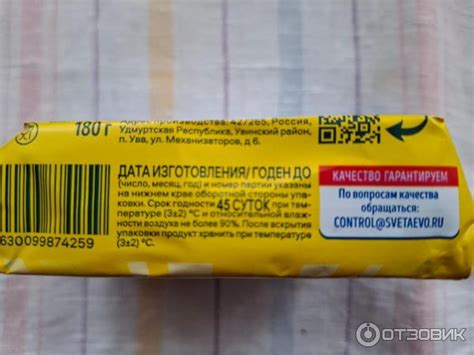 180 г
Адрес производства: 427265, Россия,
Удмуртская Республика, Увинский район,
п. Ува, ул. Механизаторов, д.6.
ДАТА ИЗГОТОВЛЕНИЯ/ГОДЕН ДО
(число, месяц, год) и номер партии указаны
на нижнем крае оборотной стороны упа-
ковки. Срок годности 45 СУТОК при тем-
пературе (3±2) °С и относительной влаж-
ности воздуха не более 90%. После вскрытия
упаковки продукт хранить при температуре
(3±2) °С.
630099874259
КАЧЕСТВО ГАРАНТИРУЕМ
По вопросам качества
обращаться:
CONTROL@SVETAEVO.RU
ОТЗОВИК